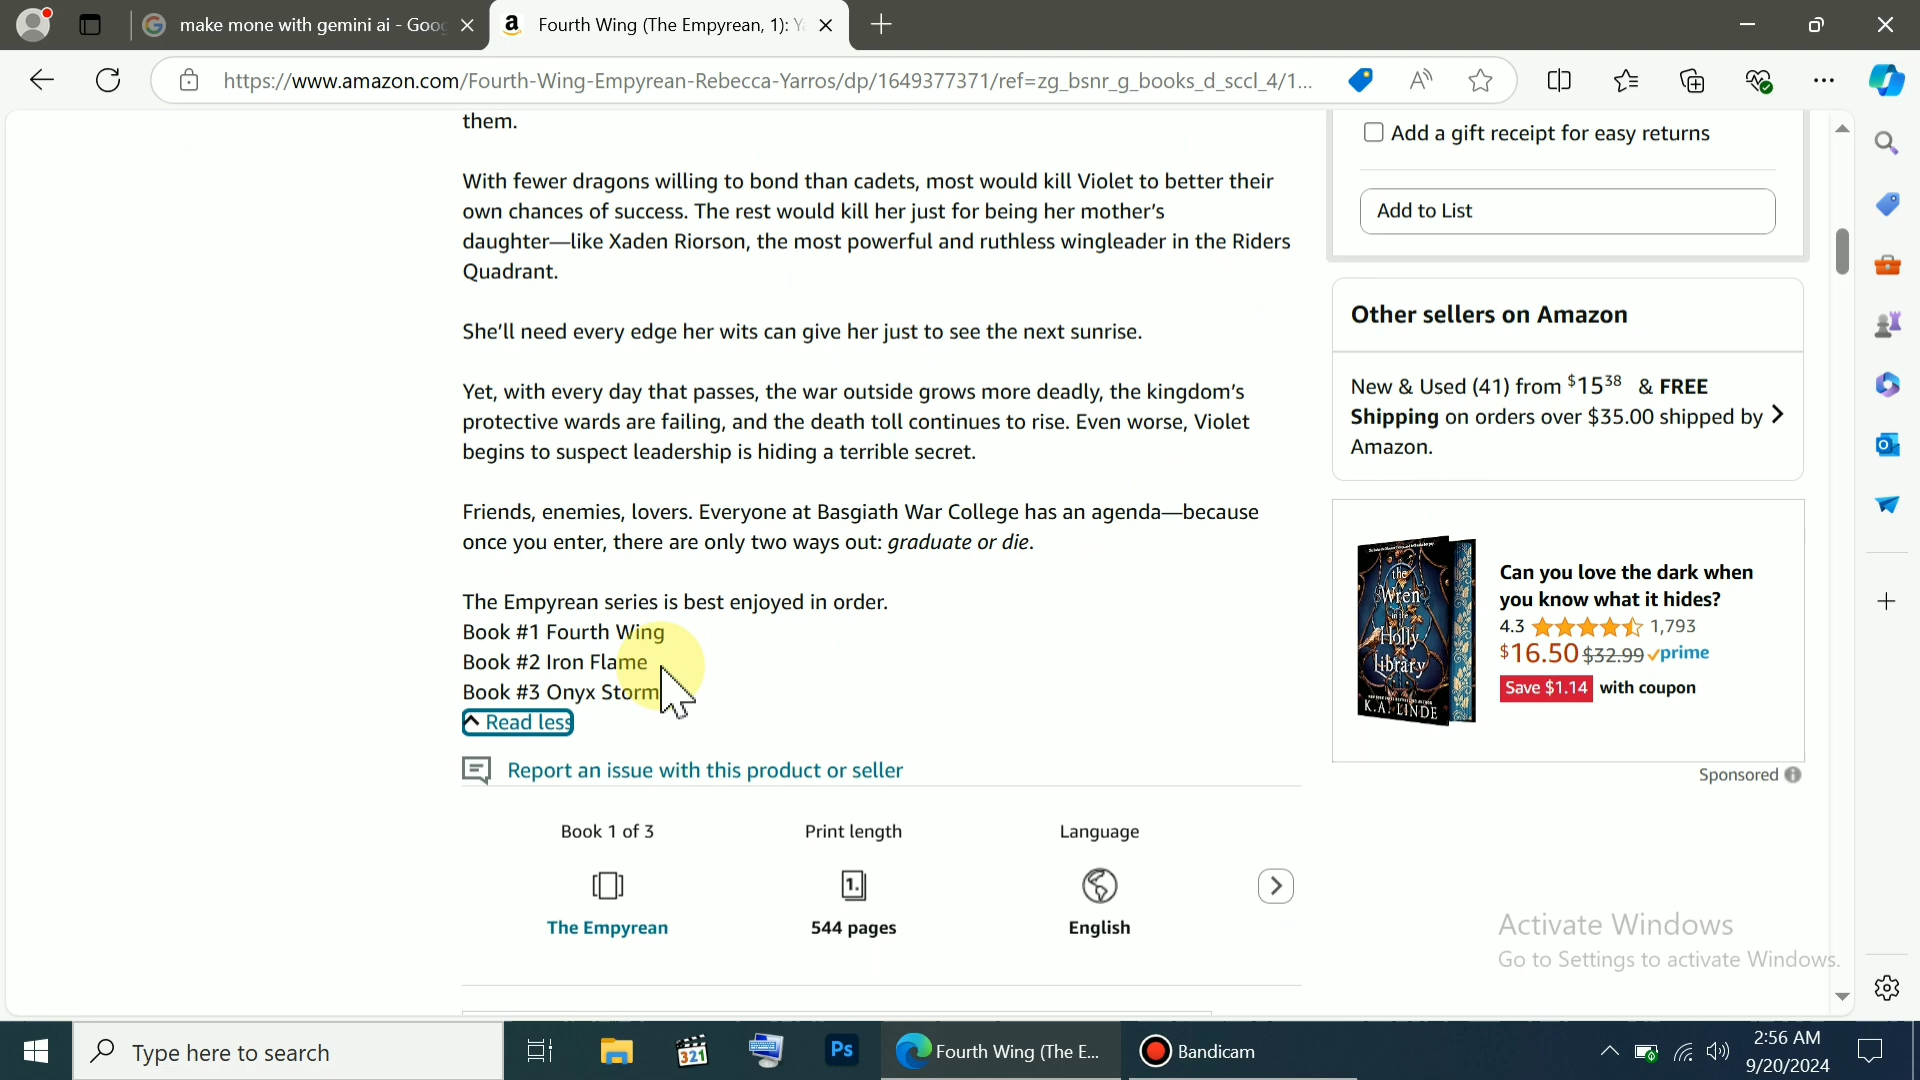 make mone with gemini ai - Goo
Fourth Wing (The Empyrean, 1): Ya
https://www.amazon.com/Fourth-Wing-Empyrean-Rebecca-Yarros/dp/1649377371/ref=zg_bsnr_g_books_d_sccl_4/1...
them.
With fewer dragons willing to bond than cadets, most would kill Violet to better their
own chances of success. The rest would kill her just for being her mother's
daughter—like Xaden Riorson, the most powerful and ruthless wingleader in the Riders
Quadrant.
She'll need every edge her wits can give her just to see the next sunrise.
Yet, with every day that passes, the war outside grows more deadly, the kingdom's
protective wards are failing, and the death toll continues to rise. Even worse, Violet
begins to suspect leadership is hiding a terrible secret.
Friends, enemies, lovers. Everyone at Basgiath War College has an agenda—because
once you enter, there are only two ways out: graduate or die.
The Empyrean series is best enjoyed in order.
Book #1 Fourth Wing
Book #2 Iron Flame
Book #3 Onyx Storm
Read less
Report an issue with this product or seller
Book 1 of 3
Print length
Language
1.
The Empyrean
544 pages
English
Add a gift receipt for easy returns
Add to List
Other sellers on Amazon
New & Used (41) from $15 38 & FREE
Shipping on orders over $35.00 shipped by
Amazon.
the
Wren
in the
Holly
Library
K.A. LINDE
Can you love the dark when
you know what it hides?
4.3 1,793
$16.50 $32.99 prime
Save $1.14 with coupon
Sponsored
Activate Windows
Go to Settings to activate Windows.
Type here to search
321
Ps
Fourth Wing (The E...
Bandicam
2:56 AM
9/20/2024